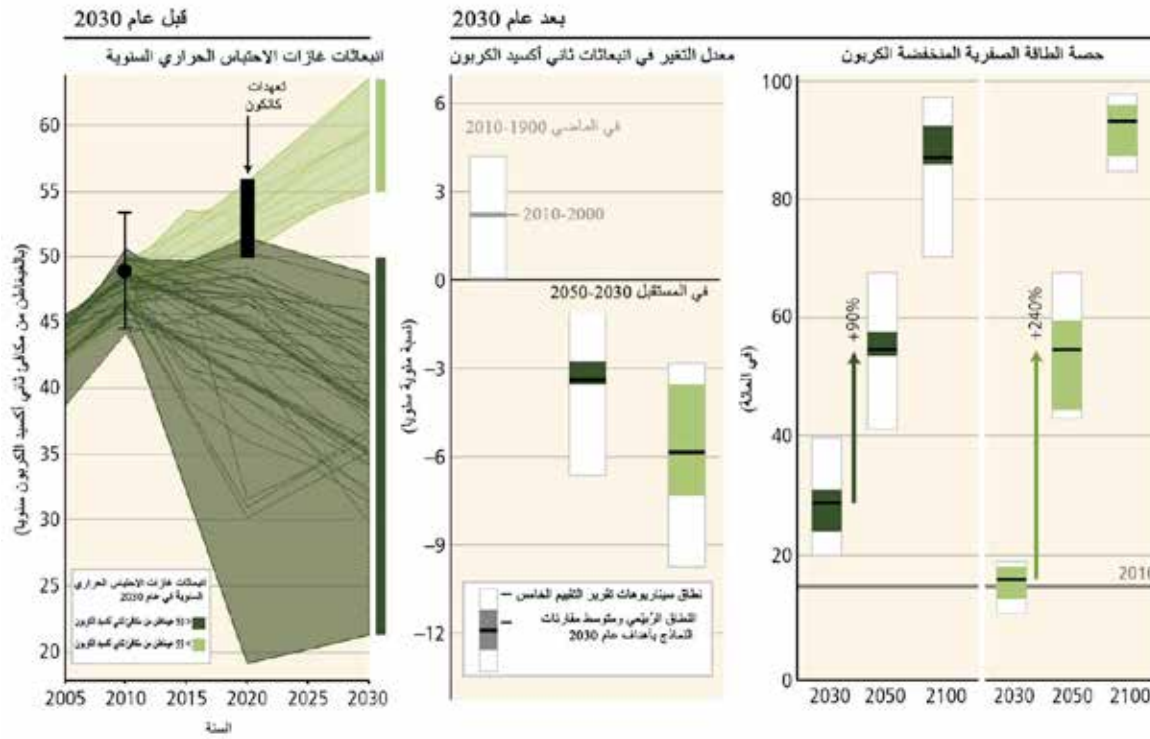 قبل عام 2030
بعد عام 2030
انبعاثات غازات الاحتباس الحراري السنوية
معدل التغير في انبعاثات ثاني أكسيد الكربون
حصة الطاقة الصفرية المنخفضة الكربون
(بالغيغاطن من مكافئ ثاني أكسيد الكربون سنويا)
60
55
50
45
40
35
30
25
20
تعهدات
كانكون
2005 2010 2020 2025 2030
السنة
انبعاثات غازات الاحتباس الحراري
السنوية في عام 2030
(نسبة مئوية سنويا)
6
3
0
–3
–6
–9
–12
في الماضي 1900-2010
2000-2010
في المستقبل 2030-2050
نطاق سيناريوهات تقرير التقييم الخامس
النطاق الرُبَيعي ومتوسط مقارنات
النماذج بأهداف عام 2030
(في المائة)
100
80
60
40
20
0
+90%
+240%
2010
2030 2050 2100 2030 2050 2100